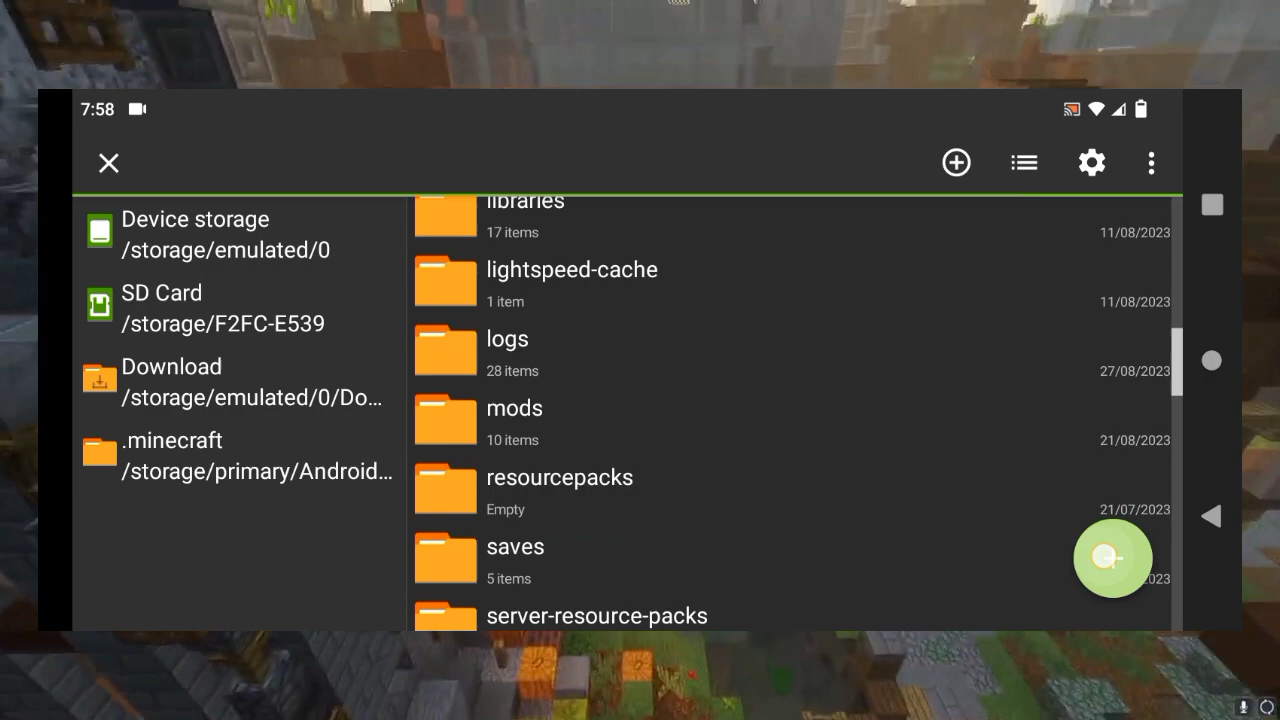 7:58
Device storage
/storage/emulated/0
SD Card
/storage/F2FC-E539
Download
/storage/emulated/0/Do...
.minecraft
/storage/primary/Android...
libraries
17 items
11/08/2023
lightspeed-cache
1 item
11/08/2023
logs
28 items
27/08/2023
mods
10 items
21/08/2023
resourcepacks
Empty
21/07/2023
saves
5 items
023
server-resource-packs